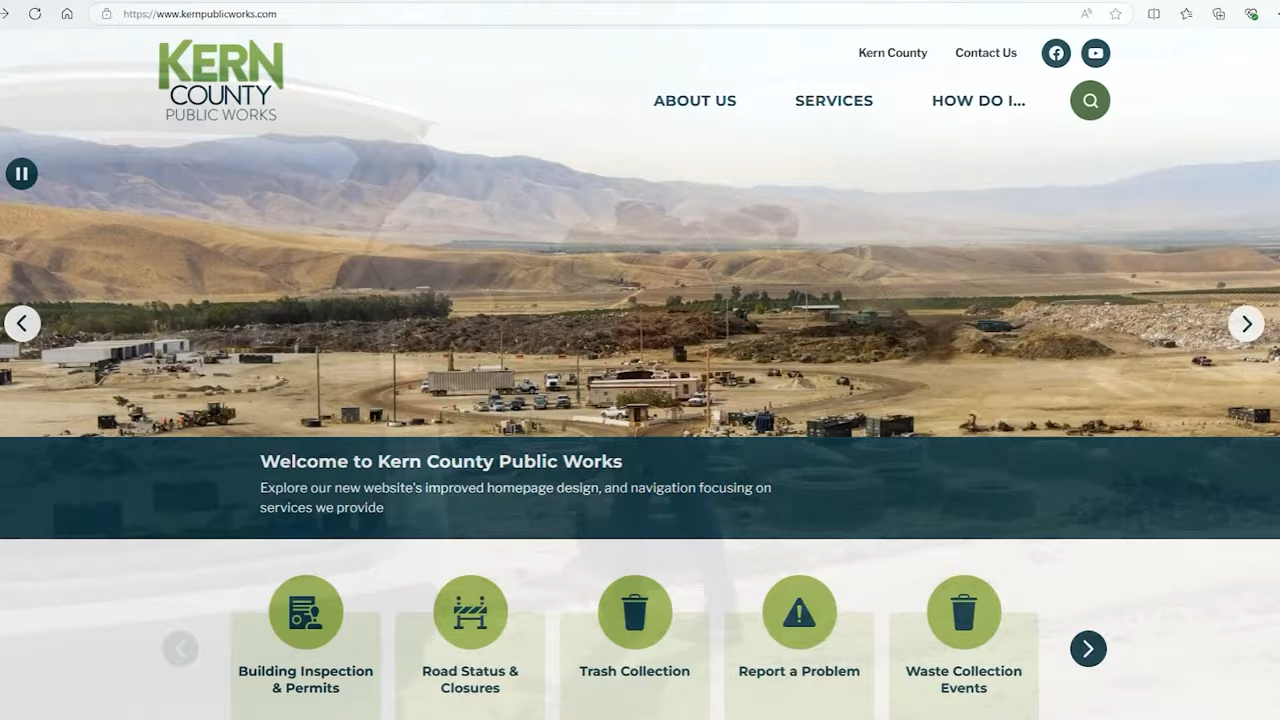 https://www.kernpublicworks.com
KERN
COUNTY
PUBLIC WORKS
Kern County
Contact Us
ABOUT US
SERVICES
HOW DO I...
Welcome to Kern County Public Works
Explore our new website's improved homepage design, and navigation focusing on
services we provide
Building Inspection
& Permits
Road Status &
Closures
Trash Collection
Report a Problem
Waste Collection
Events